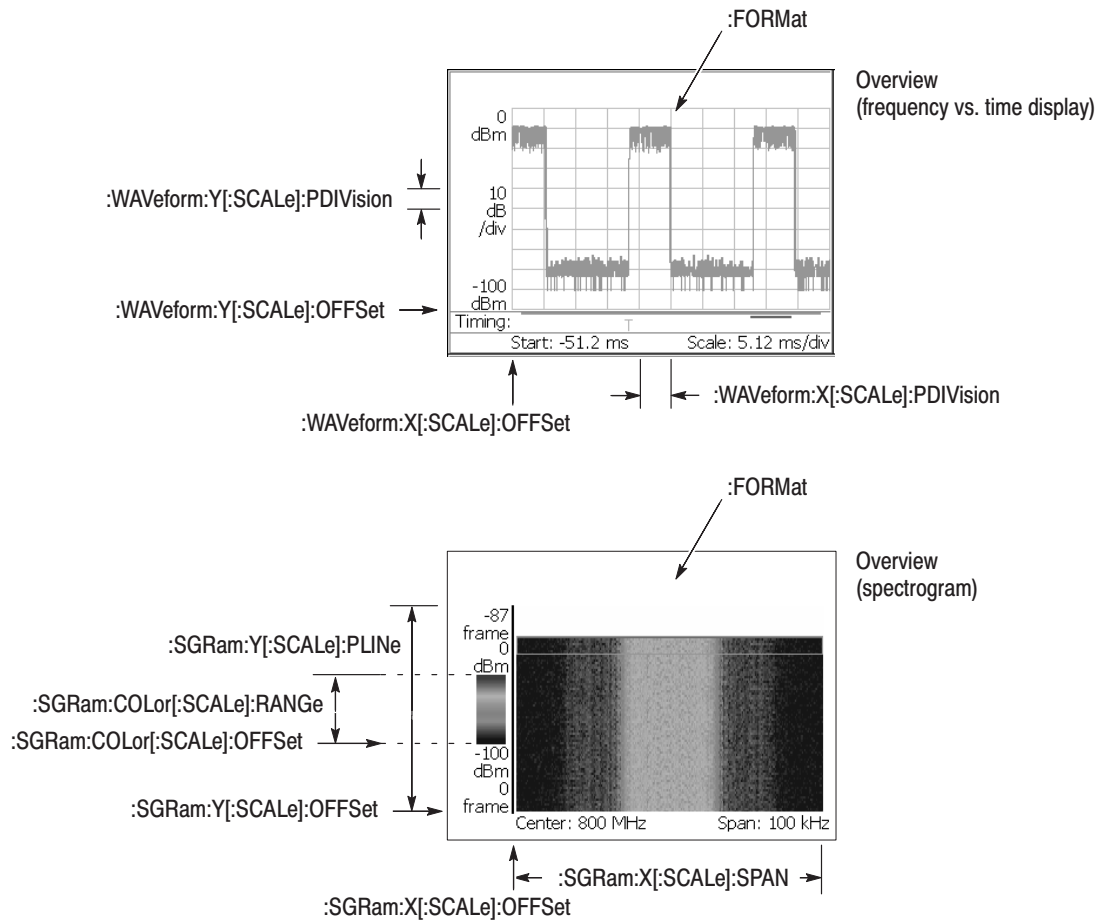 :FORMat
Overview
(frequency vs. time display)
0
dBm
:WAVeform:Y[:SCALe]:PDIVision
10
dB
/div
-100
dBm
:WAVeform:Y[:SCALe]:OFFSet
Timing:
T
Start: -51.2 ms
Scale: 5.12 ms/div
:WAVeform:X[:SCALe]:PDIVision
:WAVeform:X[:SCALe]:OFFSet
:FORMat
Overview
(spectrogram)
-87
frame
0
dBm
:SGRam:Y[:SCALe]:PLINe
:SGRam:COLor[:SCALe]:RANGe
:SGRam:COLor[:SCALe]:OFFSet
-100
dBm
0
frame
:SGRam:Y[:SCALe]:OFFSet
Center: 800 MHz
Span: 100 kHz
:SGRam:X[:SCALe]:SPAN
:SGRam:X[:SCALe]:OFFSet